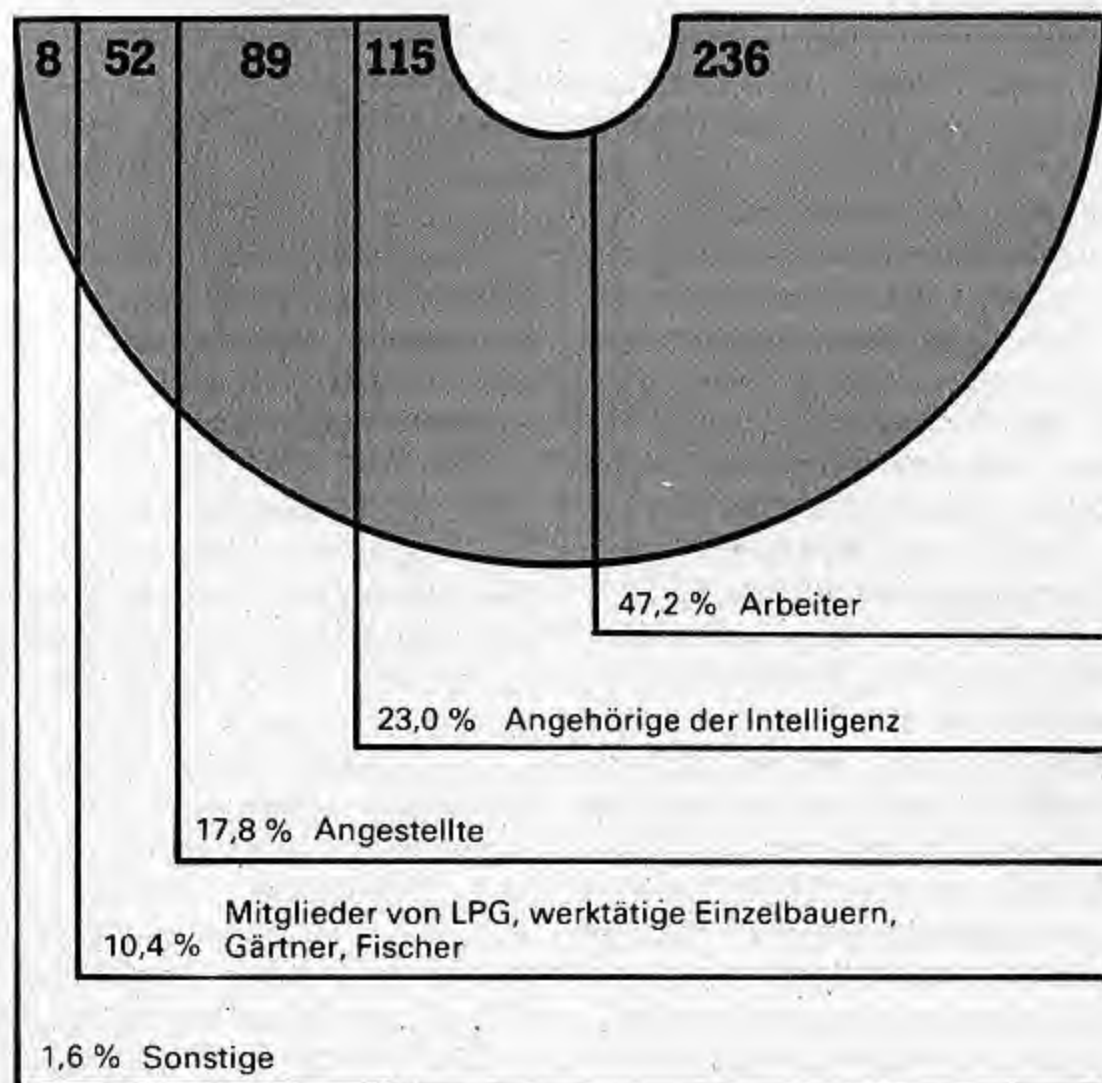 8 52 89 115 236
47,2 % Arbeiter
23,0 % Angehörige der Intelligenz
17,8 % Angestellte
Mitglieder von LPG, werktätige Einzelbauern,
10,4 % Gärtner, Fischer
1,6 % Sonstige